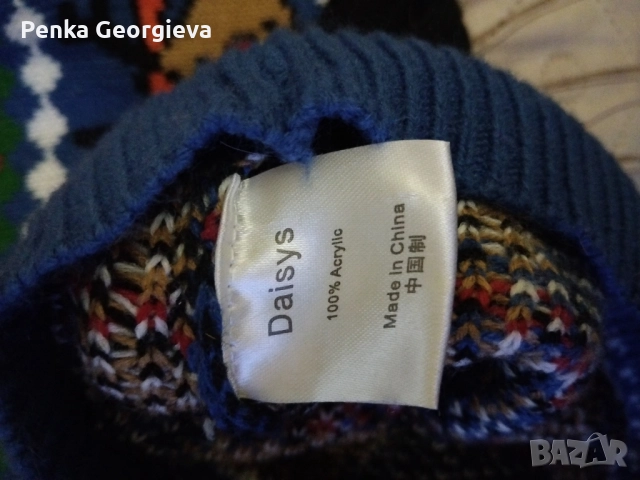 Penka Georgieva
Daisys
100% Acrylic
Made in China
中国制
BAZAR